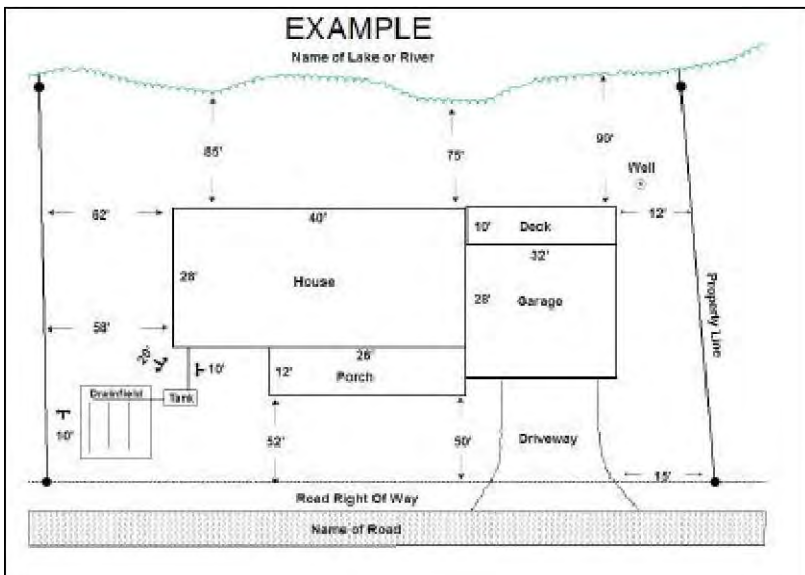 EXAMPLE
Name of Lake or River
85'
75'
90'
Well
62'
40'
10'
Deck
12'
32'
28'
House
28'
Garage
Property Line
58'
20'
10'
26'
12'
Porch
Drainfield
Tank
10'
52'
50'
Driveway
15'
Road Right Of Way
Name of Road